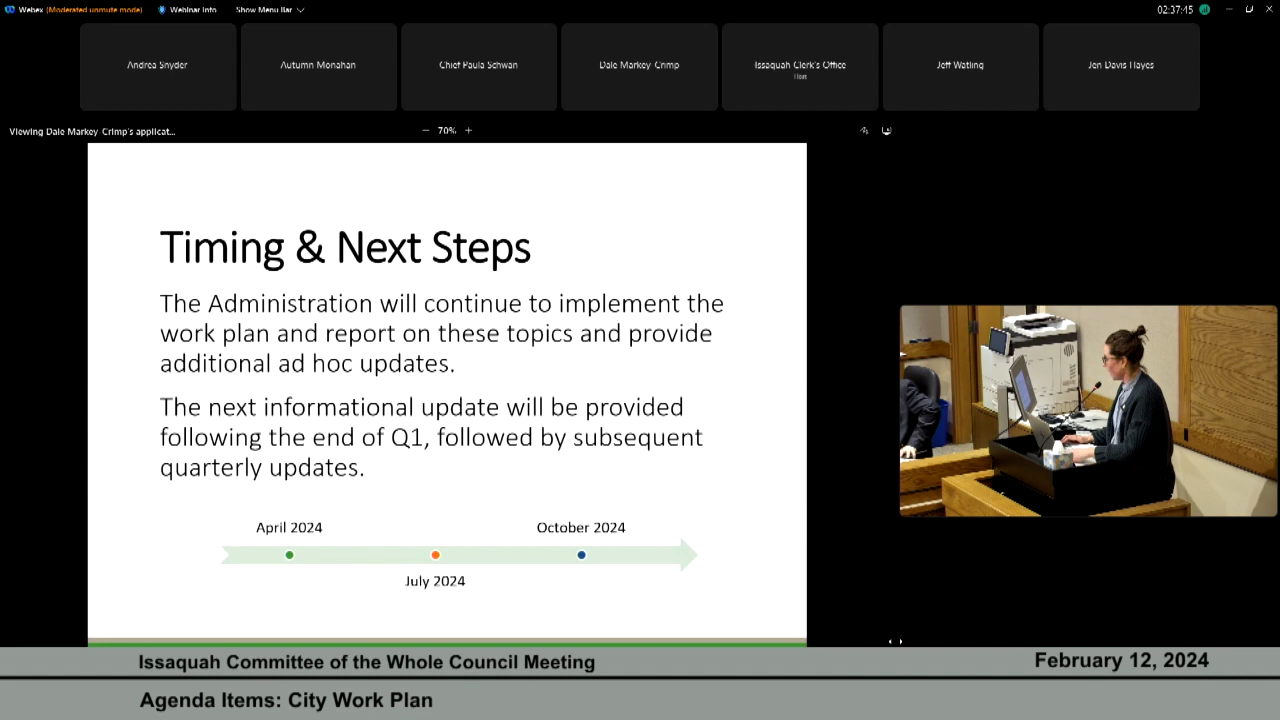 Webex (Moderated unmute mode) Webinar Info Show Menu Bar 02:37:45
Andrea Snyder
Autumn Monahan
Chief Paula Schwan
Dale Markey-Crimp
Issaquah Clerk's Office
Host
Jeff Watling
Jen Davis Hayes
Viewing Dale Markey-Crimp's applicat... − 70% +
Timing & Next Steps
The Administration will continue to implement the
work plan and report on these topics and provide
additional ad hoc updates.
The next informational update will be provided
following the end of Q1, followed by subsequent
quarterly updates.
April 2024 October 2024
July 2024
Issaquah Committee of the Whole Council Meeting February 12, 2024
Agenda Items: City Work Plan